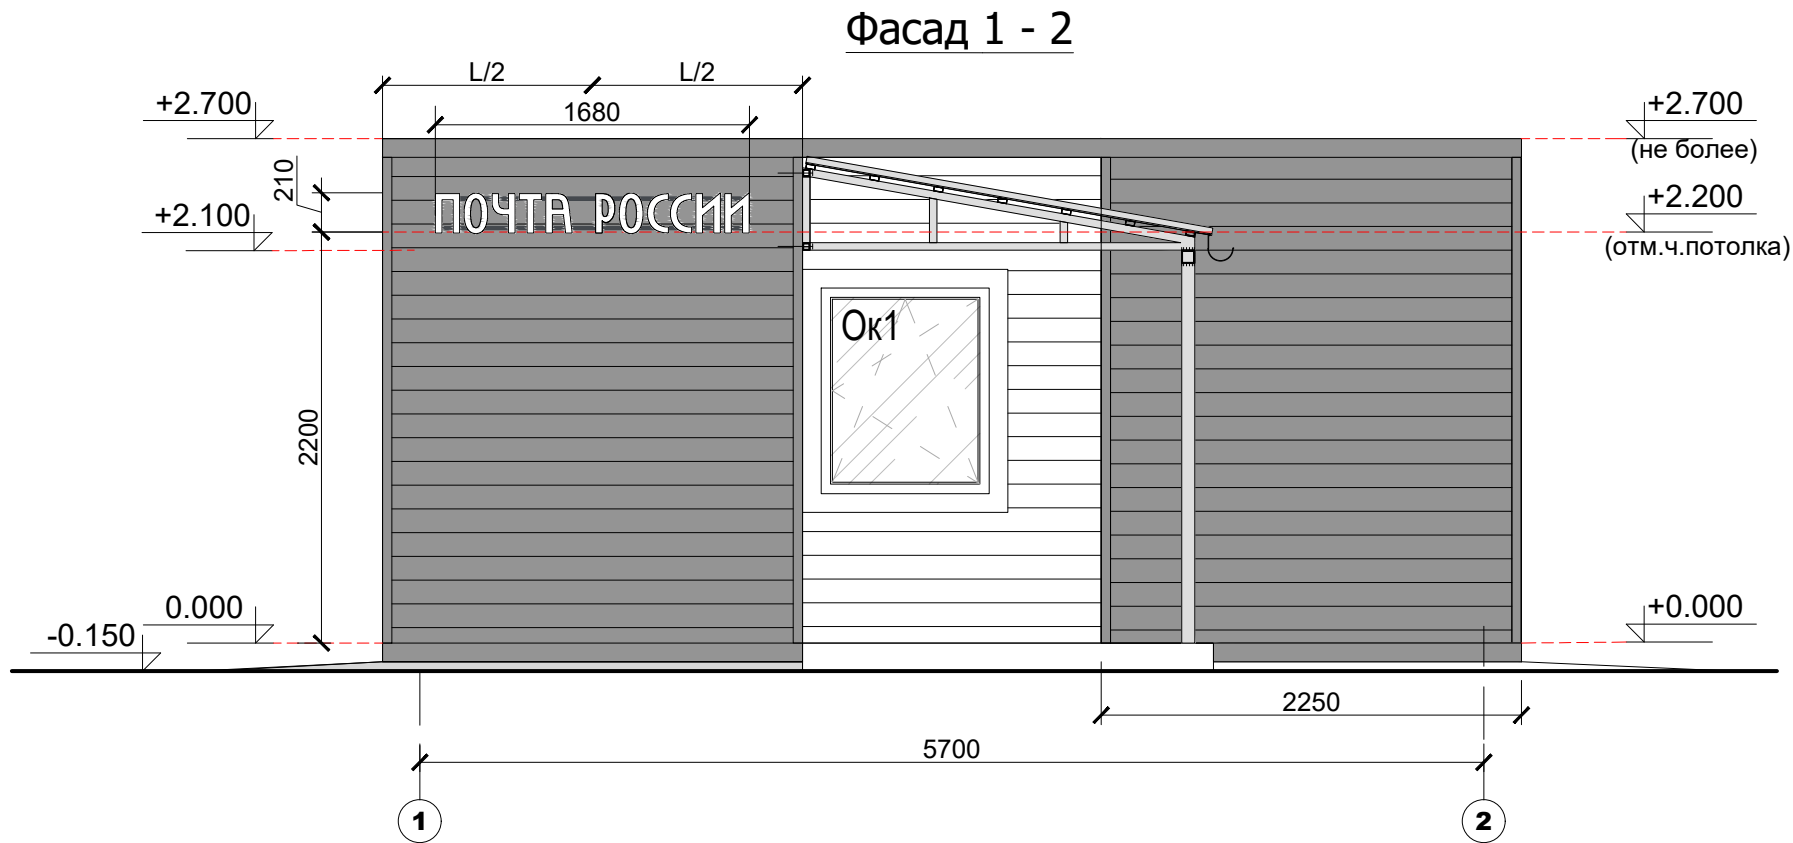 Фасад 1 - 2
L/2 L/2
+2.700 1680 +2.700
(не более)
210
ПОЧТА РОССИИ
+2.100 +2.200
(отм.ч.потолка)
Ок1
2200
0.000 +0.000
-0.150
2250
5700
1 2